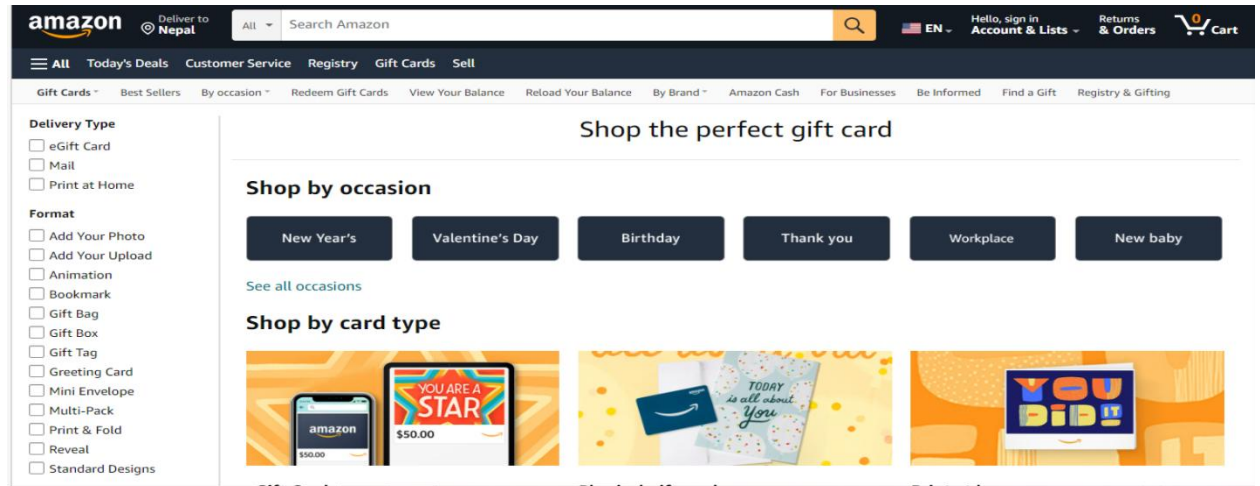 amazon
Deliver to
Nepal
All
Search Amazon
EN
Hello, sign in
Account & Lists
Returns
& Orders
0
Cart
All Today's Deals Customer Service Registry Gift Cards Sell
Gift Cards Best Sellers By occasion Redeem Gift Cards View Your Balance Reload Your Balance By Brand Amazon Cash For Businesses Be Informed Find a Gift Registry & Gifting
Delivery Type
eGift Card
Mail
Print at Home
Format
Add Your Photo
Add Your Upload
Animation
Bookmark
Gift Bag
Gift Box
Gift Tag
Greeting Card
Mini Envelope
Multi-Pack
Print & Fold
Reveal
Standard Designs
Shop the perfect gift card
Shop by occasion
New Year's
Valentine's Day
Birthday
Thank you
Workplace
New baby
See all occasions
Shop by card type
amazon
$50.00
YOU ARE A
STAR
$50.00
TODAY
is all about
You
YOU
DID IT